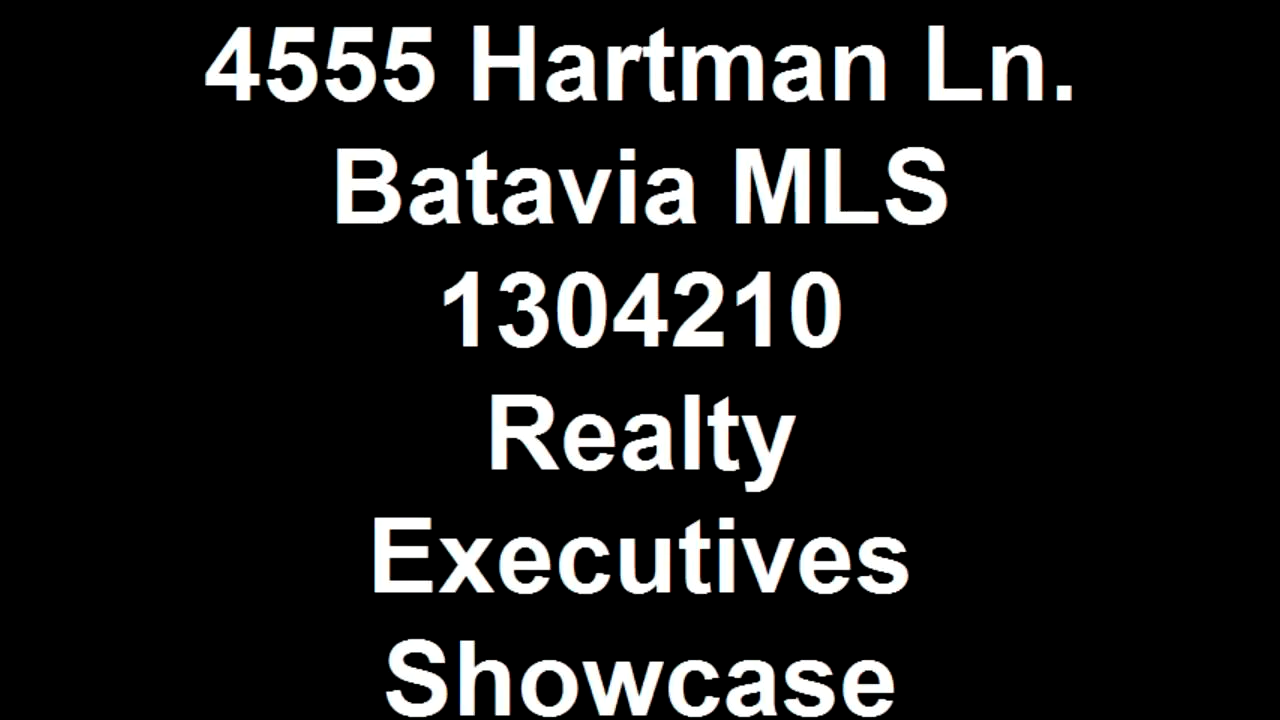 4555 Hartman Ln.
Batavia MLS
1304210
Realty
Executives
Showcase